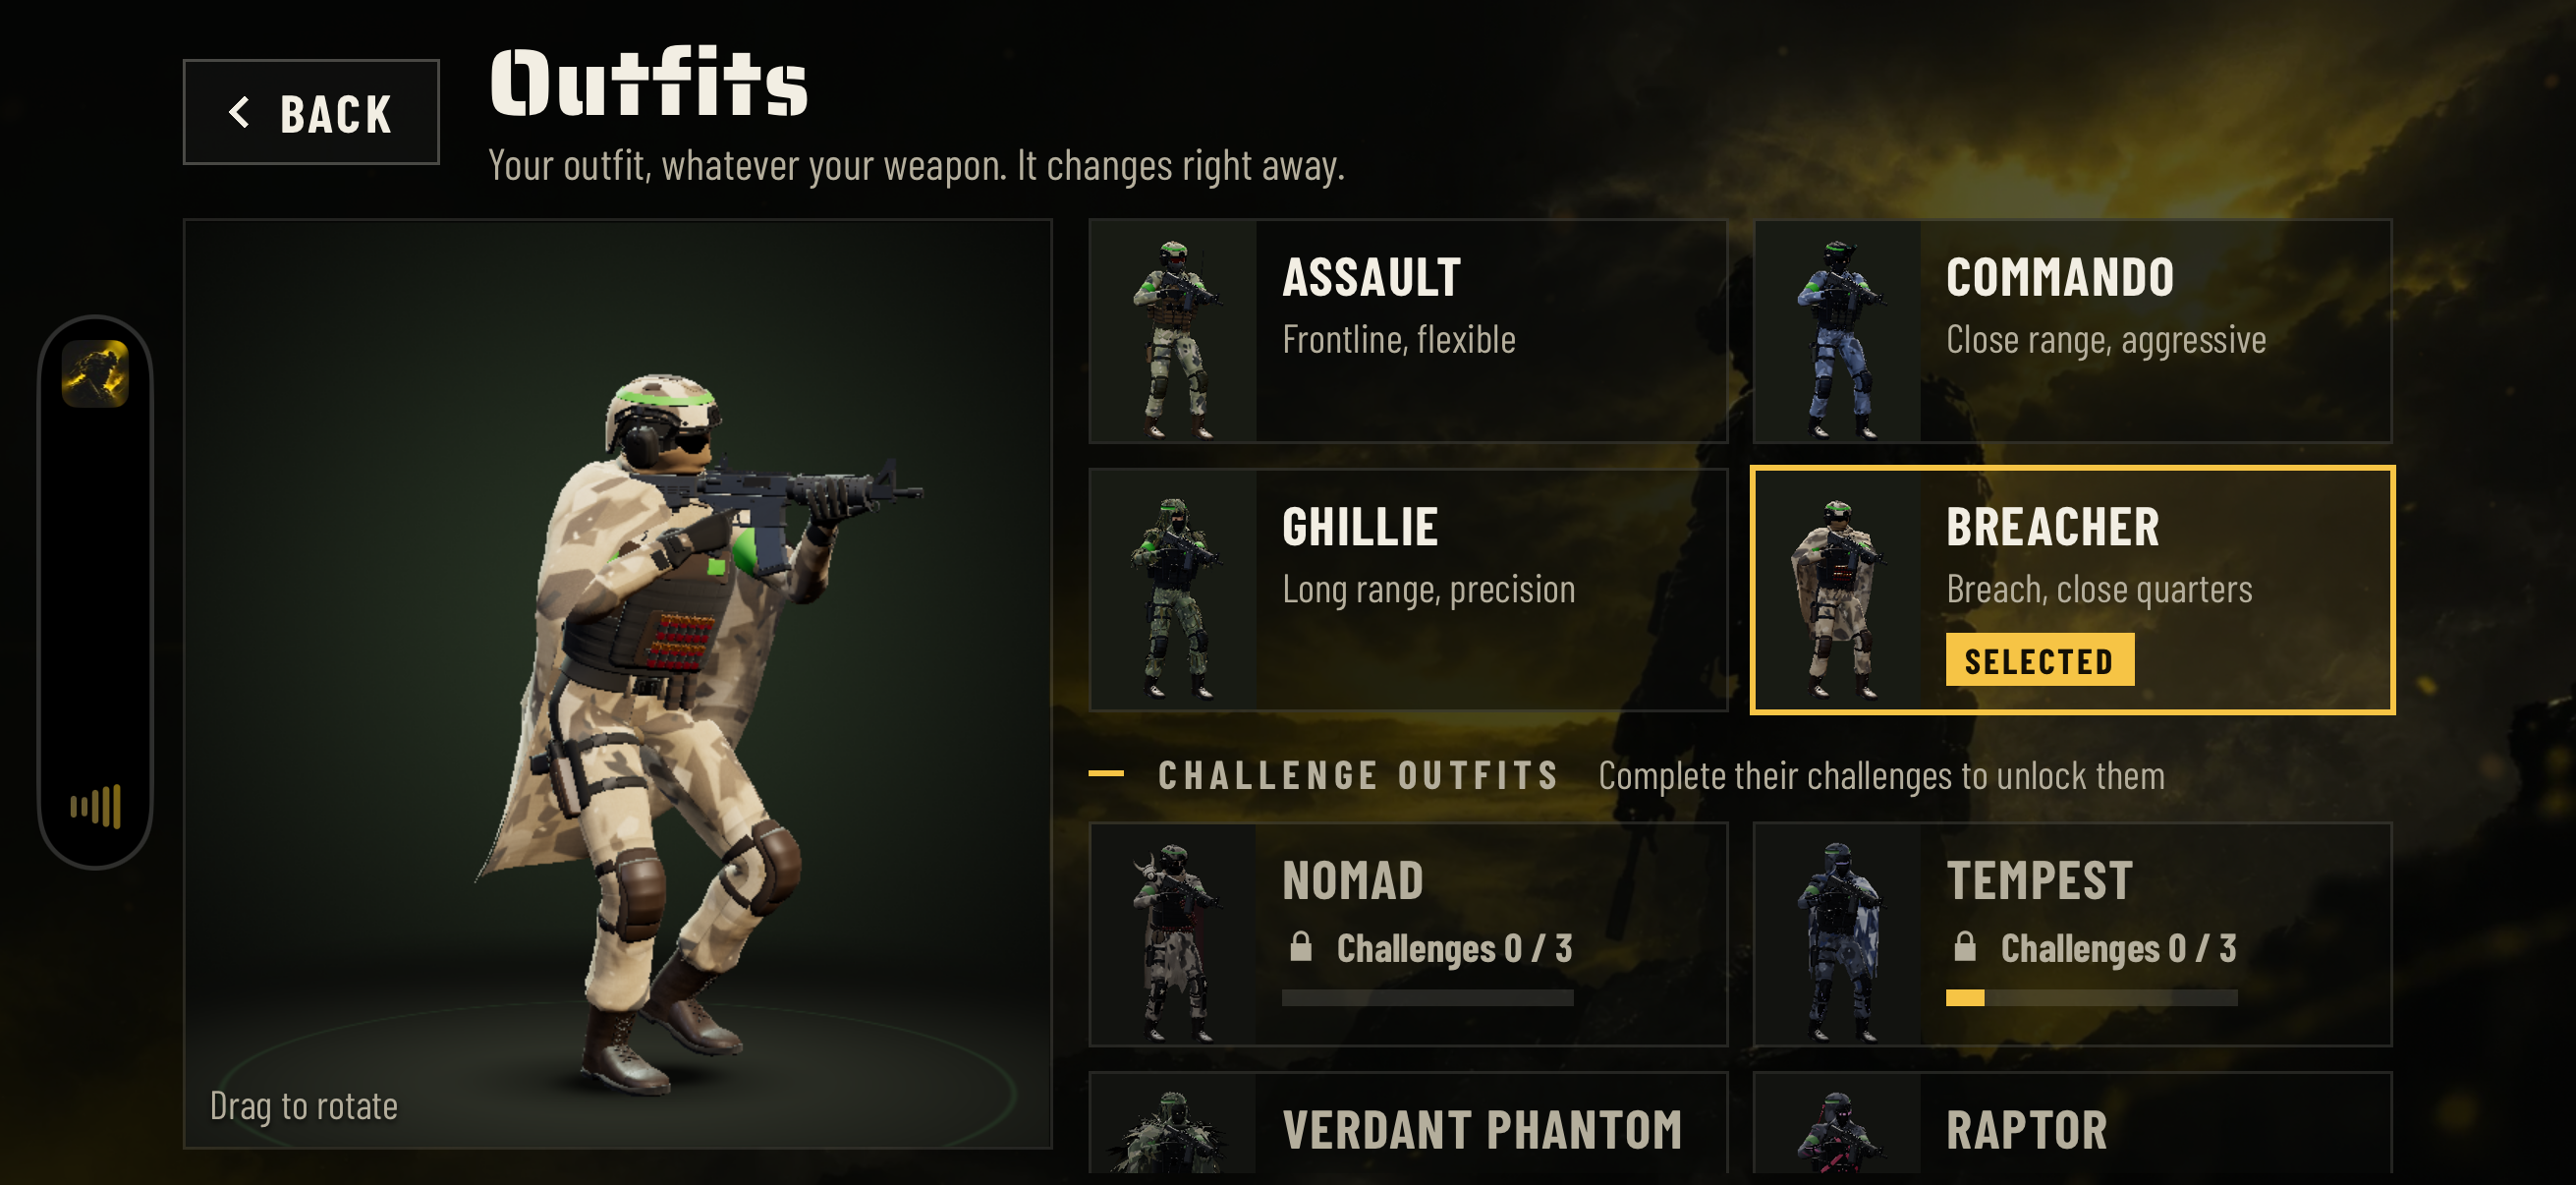 BACK
Outfits
Your outfit, whatever your weapon. It changes right away.
Drag to rotate
ASSAULT
Frontline, flexible
COMMANDO
Close range, aggressive
GHILLIE
Long range, precision
BREACHER
Breach, close quarters
SELECTED
CHALLENGE OUTFITS Complete their challenges to unlock them
NOMAD
Challenges 0 / 3
TEMPEST
Challenges 0 / 3
VERDANT PHANTOM
RAPTOR